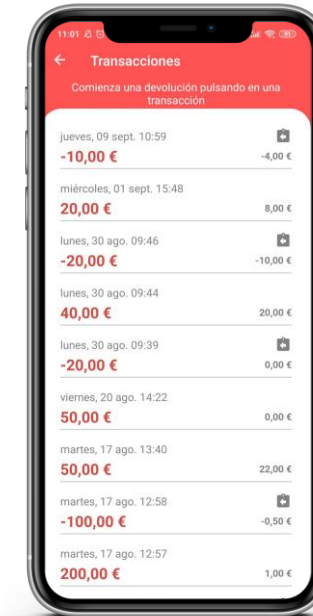 11:01
Transacciones
Comienza una devolución pulsando en una
transacción
jueves, 09 sept. 10:59
-10,00 € -4,00 €
miércoles, 01 sept. 15:48
20,00 € 8,00 €
lunes, 30 ago. 09:46
-20,00 € -10,00 €
lunes, 30 ago. 09:44
40,00 € 20,00 €
lunes, 30 ago. 09:39
-20,00 € 0,00 €
viernes, 20 ago. 14:22
50,00 € 0,00 €
martes, 17 ago. 13:40
50,00 € 22,00 €
martes, 17 ago. 12:58
-100,00 € -0,50 €
martes, 17 ago. 12:57
200,00 € 1,00 €